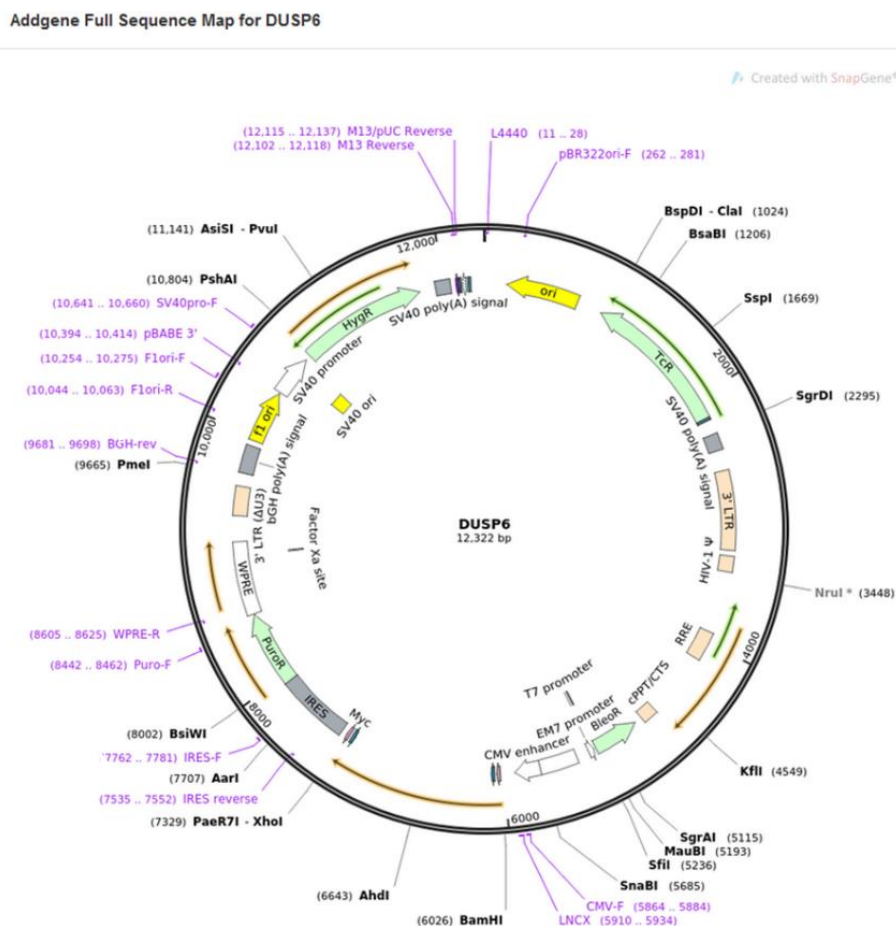 Addgene Full Sequence Map for DUSP6
Created with SnapGene®
(12,115 .. 12,137) M13/pUC Reverse
(12,102 .. 12,118) M13 Reverse
L4440 (11 .. 28)
pBR322ori-F (262 .. 281)
BspDI - ClaI (1024)
BsaBI (1206)
SspI (1669)
SgrDI (2295)
NruI * (3448)
KflI (4549)
SgrAI (5115)
MauBI (5193)
SfiI (5236)
SnaBI (5685)
CMV-F (5864 .. 5884)
LNCX (5910 .. 5934)
(6026) BamHI
(6643) AhdI
(7329) PaeR7I - XhoI
(7535 .. 7552) IRES reverse
(7707) AarI
7762 .. 7781) IRES-F
(8002) BsiWI
(8442 .. 8462) Puro-F
(8605 .. 8625) WPRE-R
(9665) PmeI
(9681 .. 9698) BGH-rev
(10,044 .. 10,063) F1ori-R
(10,254 .. 10,275) F1ori-F
(10,394 .. 10,414) pBABE 3'
(10,641 .. 10,660) SV40pro-F
(10,804) PshAI
(11,141) AsiSI - PvuI
12,000
2000
4000
6000
8000
10,000
ori
TcR
SV40 poly(A) signal
3' LTR
HIV-1 Ψ
RRE
cPPT/CTS
BleoR
EM7 promoter
T7 promoter
CMV enhancer
Myc
IRES
PuroR
WPRE
Factor Xa site
3' LTR (ΔU3)
bGH poly(A) signal
f1 ori
SV40 ori
SV40 promoter
HygR
SV40 poly(A) signal
DUSP6
12,322 bp